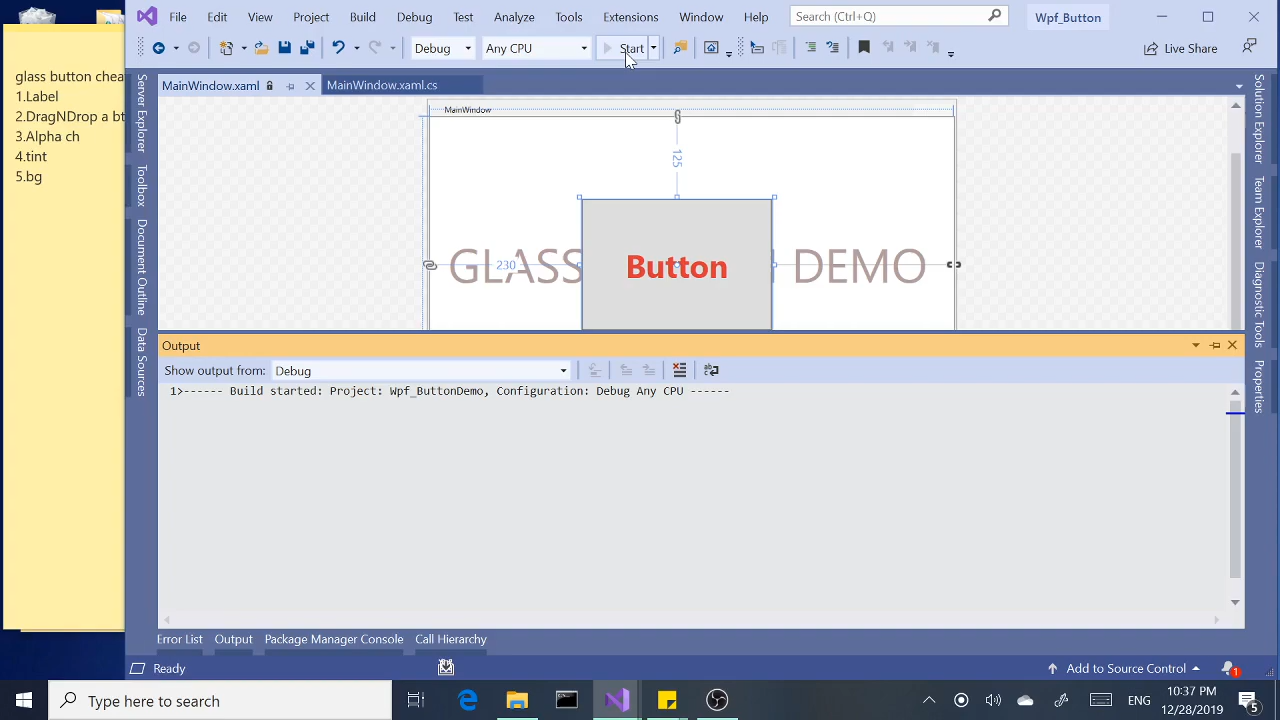 File Edit View Project Build Debug Test Analyze Tools Extensions Window Help Search (Ctrl+Q) Wpf_Button
Debug Any CPU Start Live Share
MainWindow.xaml MainWindow.xaml.cs
glass button chea
1.Label
2.DragNDrop a bt
3.Alpha ch
4.tint
5.bg
Server Explorer
Toolbox
Document Outline
Data Sources
MainWindow
125
GLASS Button DEMO
230
Solution Explorer
Team Explorer
Diagnostic Tools
Properties
Output
Show output from: Debug
1>------ Build started: Project: Wpf_ButtonDemo, Configuration: Debug Any CPU ------
Error List Output Package Manager Console Call Hierarchy
Ready Add to Source Control 1
Type here to search ENG 10:37 PM 5
12/28/2019